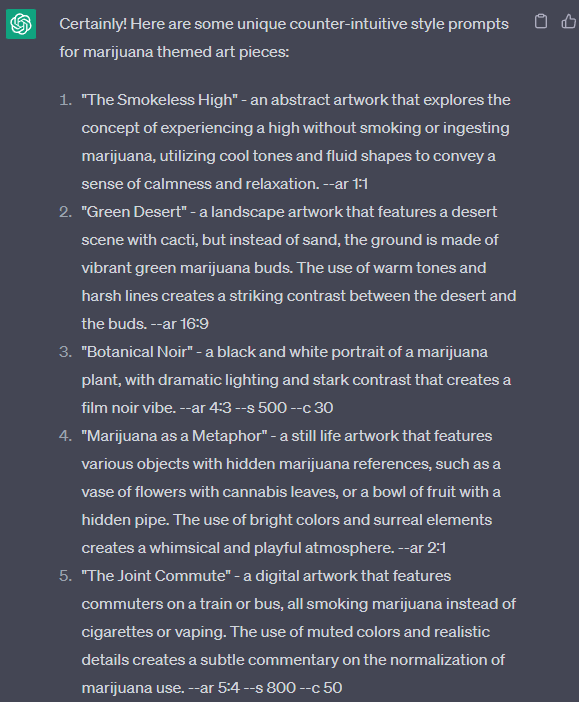 Certainly! Here are some unique counter-intuitive style prompts
for marijuana themed art pieces:
1. "The Smokeless High" - an abstract artwork that explores the
concept of experiencing a high without smoking or ingesting
marijuana, utilizing cool tones and fluid shapes to convey a
sense of calmness and relaxation. --ar 1:1
2. "Green Desert" - a landscape artwork that features a desert
scene with cacti, but instead of sand, the ground is made of
vibrant green marijuana buds. The use of warm tones and
harsh lines creates a striking contrast between the desert and
the buds. --ar 16:9
3. "Botanical Noir" - a black and white portrait of a marijuana
plant, with dramatic lighting and stark contrast that creates a
film noir vibe. --ar 4:3 --s 500 --c 30
4. "Marijuana as a Metaphor" - a still life artwork that features
various objects with hidden marijuana references, such as a
vase of flowers with cannabis leaves, or a bowl of fruit with a
hidden pipe. The use of bright colors and surreal elements
creates a whimsical and playful atmosphere. --ar 2:1
5. "The Joint Commute" - a digital artwork that features
commuters on a train or bus, all smoking marijuana instead of
cigarettes or vaping. The use of muted colors and realistic
details creates a subtle commentary on the normalization of
marijuana use. --ar 5:4 --s 800 --c 50